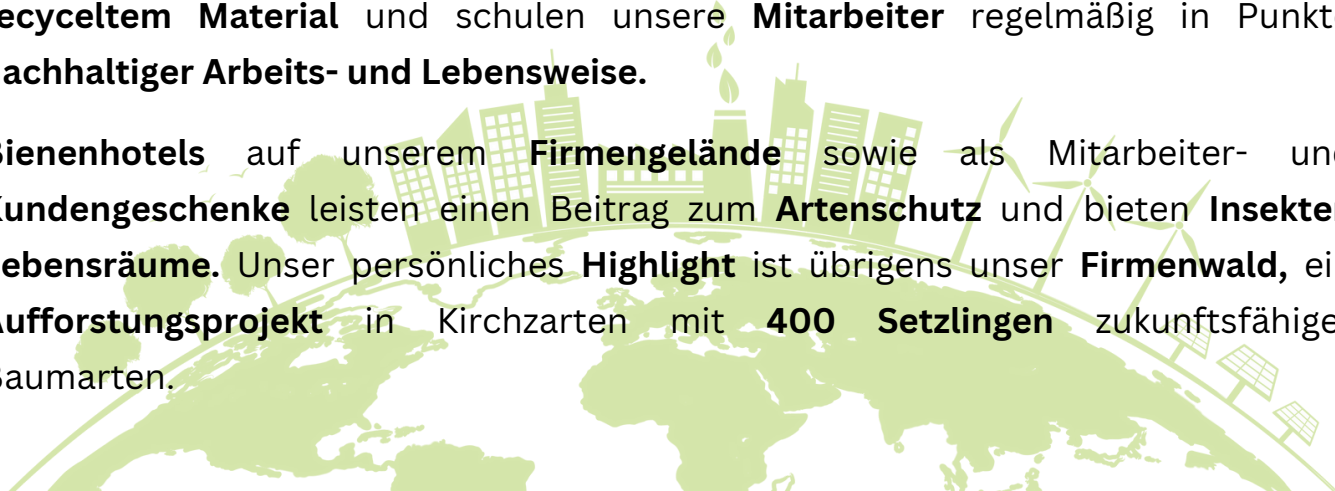 ecyceltem Material und schulen unsere Mitarbeiter regelmäßig in Punkt
achhaltiger Arbeits- und Lebensweise.
Bienenhotels auf unserem Firmengelände sowie als Mitarbeiter- und
Kundengeschenke leisten einen Beitrag zum Artenschutz und bieten Insekten
ebensräume. Unser persönliches Highlight ist übrigens unser Firmenwald, ei
Aufforstungsprojekt in Kirchzarten mit 400 Setzlingen zukunftsfähige
Baumarten.